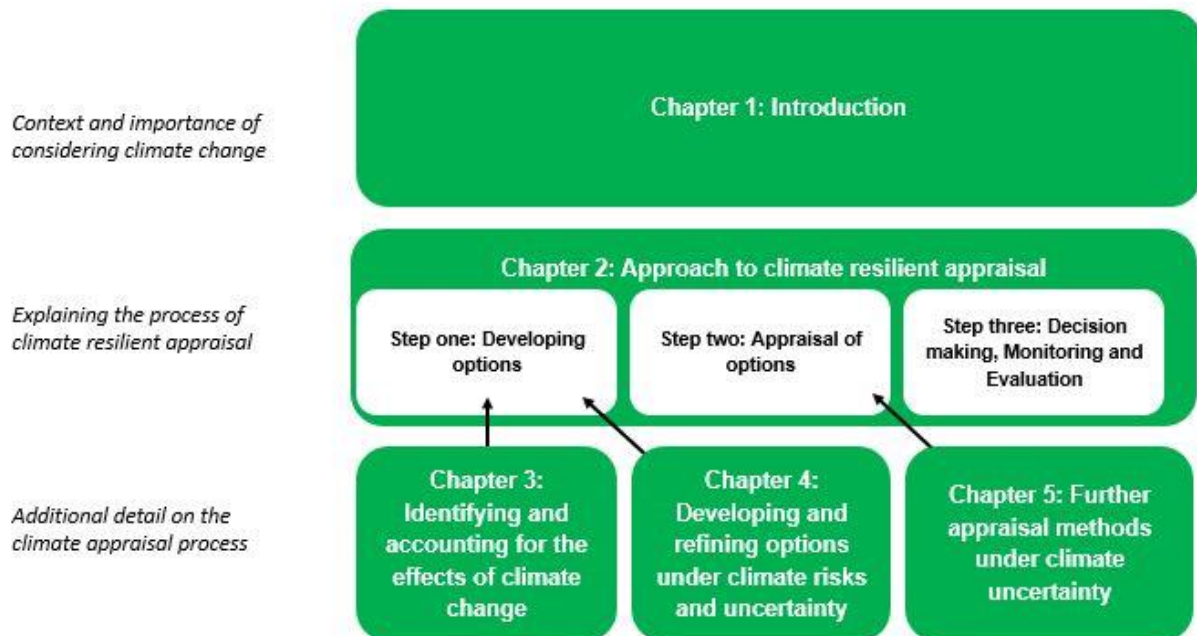 Context and importance of
considering climate change
Chapter 1: Introduction
Explaining the process of
climate resilient appraisal
Chapter 2: Approach to climate resilient appraisal
Step one: Developing
options
Step two: Appraisal of
options
Step three: Decision
making, Monitoring and
Evaluation
Additional detail on the
climate appraisal process
Chapter 3:
Identifying and
accounting for the
effects of climate
change
Chapter 4:
Developing and
refining options
under climate risks
and uncertainty
Chapter 5: Further
appraisal methods
under climate
uncertainty